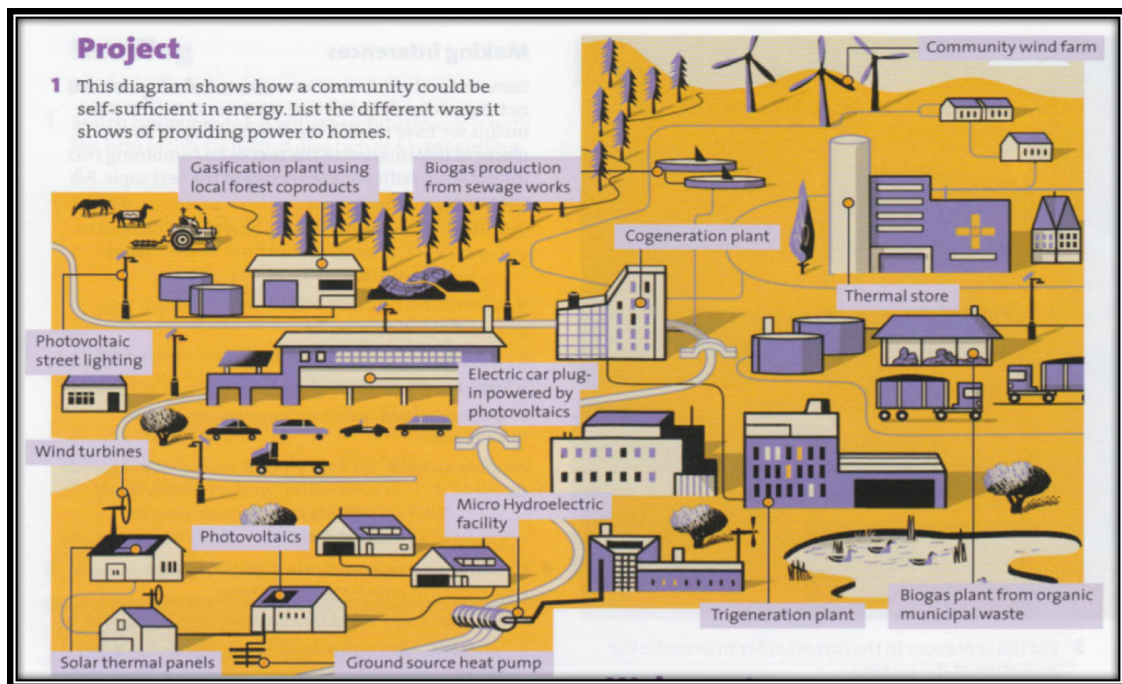 Project
1 This diagram shows how a community could be
self-sufficient in energy. List the different ways it
shows of providing power to homes.
Community wind farm
Gasification plant using
local forest coproducts
Biogas production
from sewage works
Cogeneration plant
Thermal store
Photovoltaic
street lighting
Electric car plug-
in powered by
photovoltaics
Wind turbines
Micro Hydroelectric
facility
Photovoltaics
Trigeneration plant
Biogas plant from organic
municipal waste
Solar thermal panels
Ground source heat pump